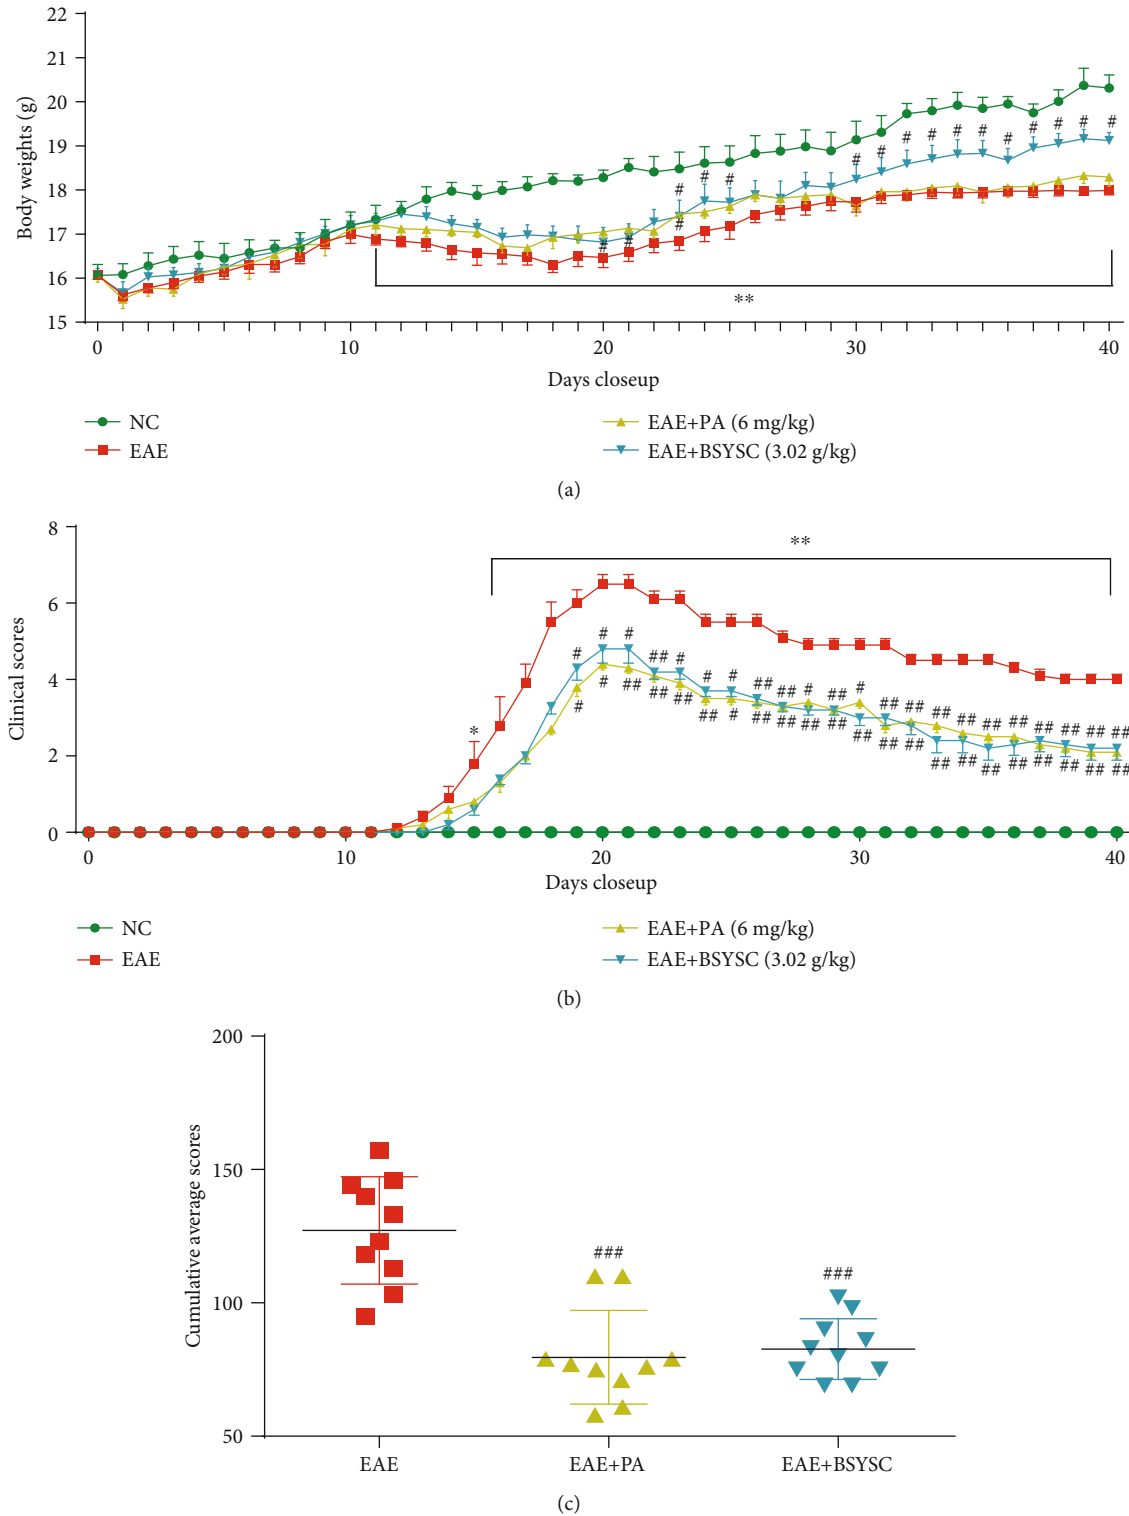 22
21
20
19
18
17
16
15
Body weights (g)
# # # # # # # # # # # # # # # # # #
**
0 10 20 30 40
Days closeup
NC EAE+PA (6 mg/kg)
EAE EAE+BSYSC (3.02 g/kg)
(a)
8
6
4
2
0
Clinical scores
**
*
# # # ## # # # ## ## # ## # ## ## ## ## ## ## ## ## ## ##
# # ## ## ## ## # ## ## ## ## ## ## ## ## ## ## ## ## ## ## ##
0 10 20 30 40
Days closeup
NC EAE+PA (6 mg/kg)
EAE EAE+BSYSC (3.02 g/kg)
(b)
200
150
100
50
Cumulative average scores
###
###
EAE EAE+PA EAE+BSYSC
(c)